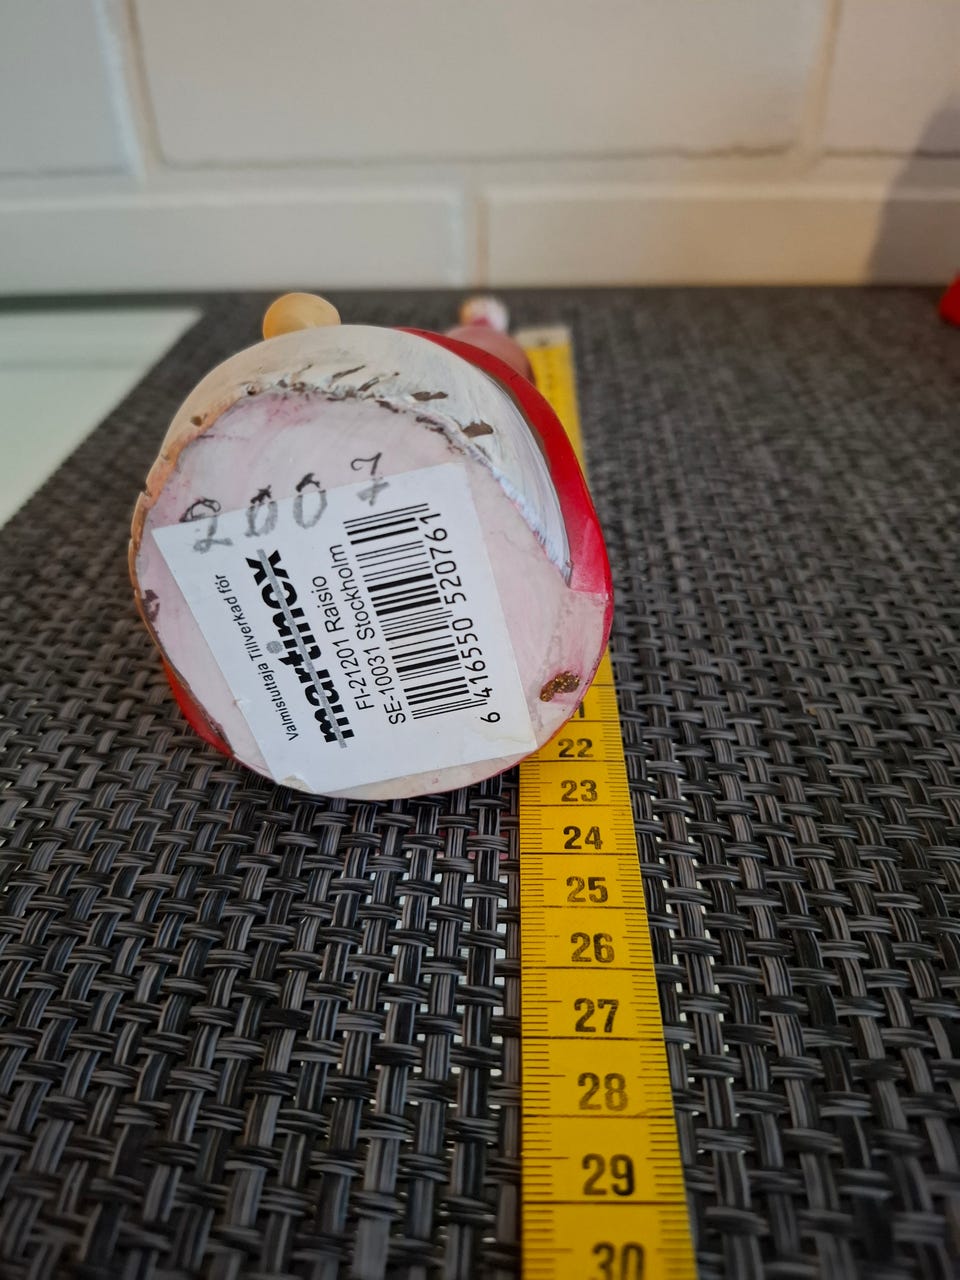 2007
Valmistuttaja Tillverkad för
martinex
FI-21201 Raisio
SE-10031 Stockholm
6 416550 520761
22
23
24
25
26
27
28
29
30